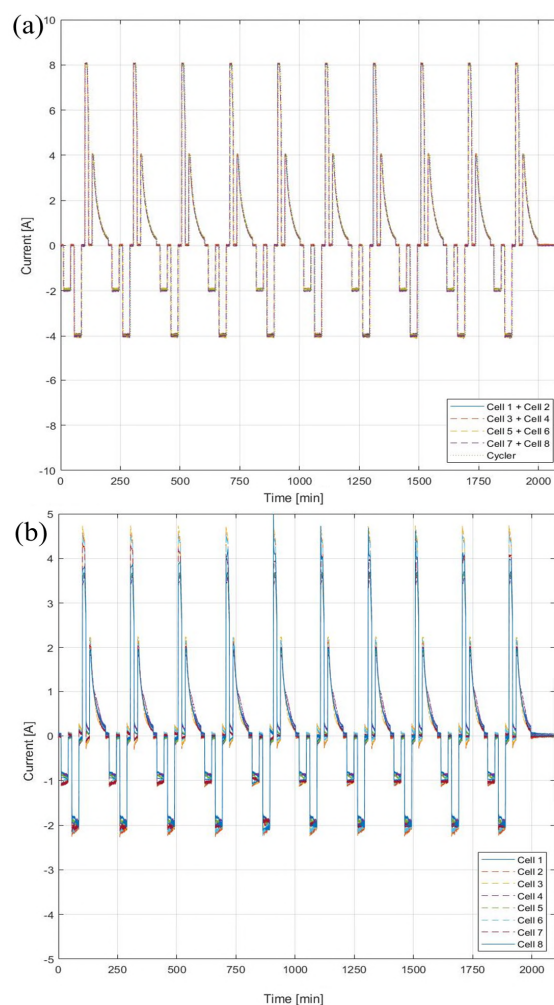 (a)
10
8
6
4
2
0
-2
-4
-6
-8
-10
Current [A]
Cell 1 + Cell 2
Cell 3 + Cell 4
Cell 5 + Cell 6
Cell 7 + Cell 8
Cycler
0 250 500 750 1000 1250 1500 1750 2000
Time [min]
(b)
5
4
3
2
1
0
-1
-2
-3
-4
-5
Current [A]
Cell 1
Cell 2
Cell 3
Cell 4
Cell 5
Cell 6
Cell 7
Cell 8
0 250 500 750 1000 1250 1500 1750 2000
Time [min]